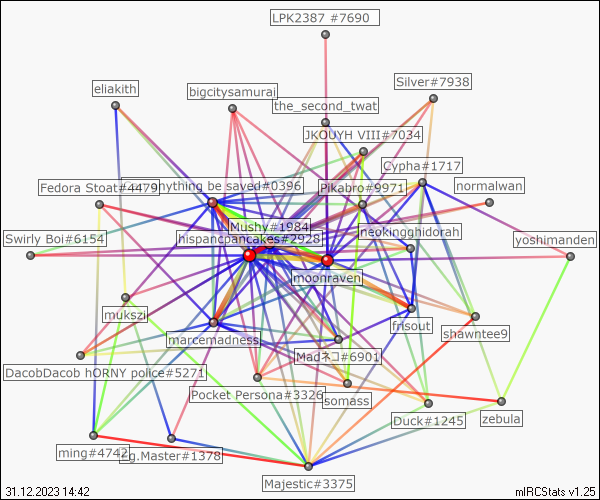 LPK2387 #7690
Silver#7938
eliakith
bigcitysamurai
the_second_twat
JKOUYH VIII#7034
Cypha#1717
Fedora Stoat#4479
anything be saved#0396
Pikabro#9971
normalwan
Mushy#1984
Swirly Boi#6154
hispancpancakes#2928
neokingghidorah
yoshimanden
moonraven
mukszi
marcemadness
frisout
shawntee9
DacobDacob hORNY police#5271
Madネコ#6901
Pocket Persona#3326
somass
Duck#1245
zebula
ming#4742
g.Master#1378
Majestic#3375
31.12.2023 14:42
mIRCStats v1.25